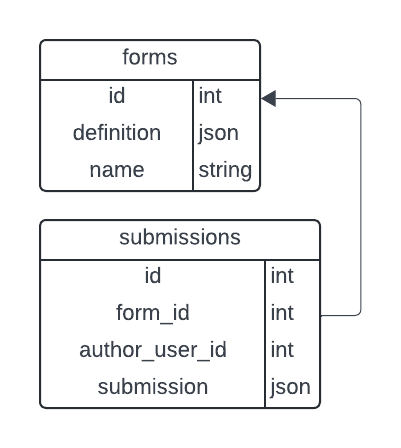 forms
id int
definition json
name string
submissions
id int
form_id int
author_user_id int
submission json